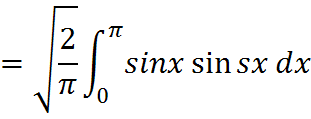 = √(2/π) ∫₀^π sinx sin sx dx